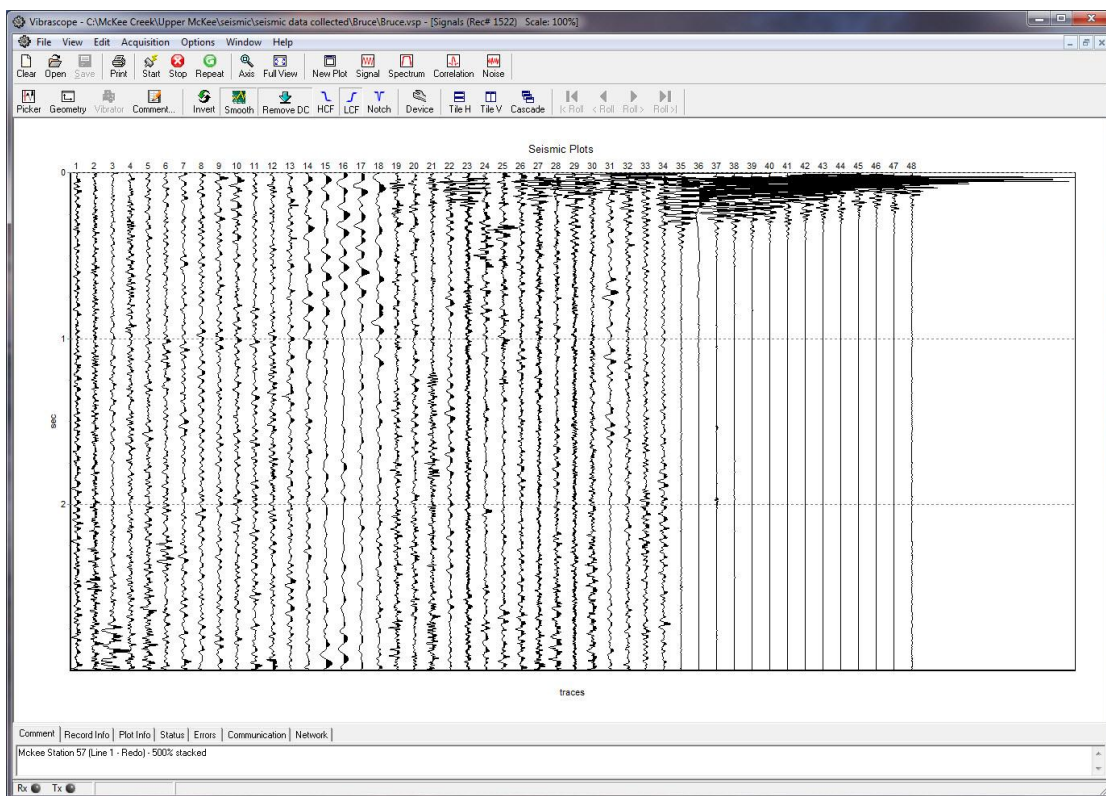 Vibrascope - C:\McKee Creek\Upper McKee\seismic\seismic data collected\Bruce\Bruce.vsp - [Signals (Rec# 1522) Scale: 100%]
File View Edit Acquisition Options Window Help
Clear Open Save Print Start Stop Repeat Axis Full View New Plot Signal Spectrum Correlation Noise
Picker Geometry Vibrator Comment... Invert Smooth Remove DC HCF LCF Notch Device Tile H Tile V Cascade |< Roll < Roll Roll > Roll >|
Seismic Plots
1 2 3 4 5 6 7 8 9 10 11 12 13 14 15 16 17 18 19 20 21 22 23 24 25 26 27 28 29 30 31 32 33 34 35 36 37 38 39 40 41 42 43 44 45 46 47 48
0
1
sec
2
traces
Comment Record Info Plot Info Status Errors Communication Network
Mckee Station 57 (Line 1 - Redo) - 500% stacked
Rx Tx